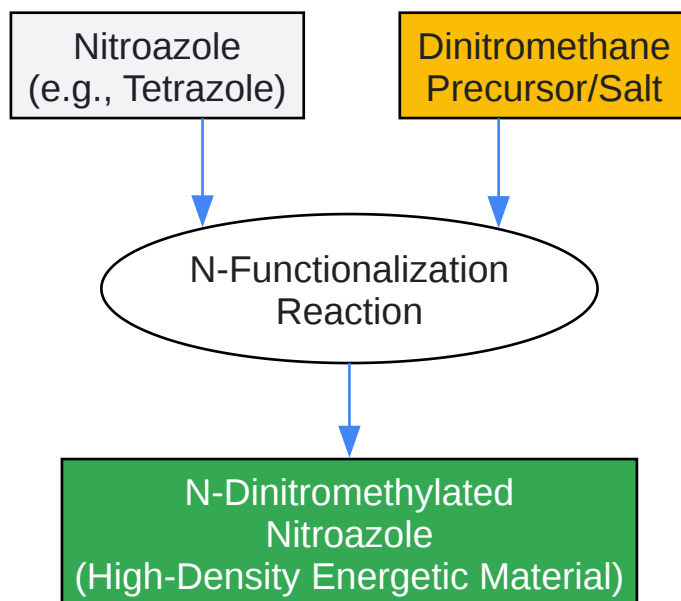 Nitroazole
(e.g., Tetrazole)
Dinitromethane
Precursor/Salt
N-Functionalization
Reaction
N-Dinitromethylated
Nitroazole
(High-Density Energetic Material)